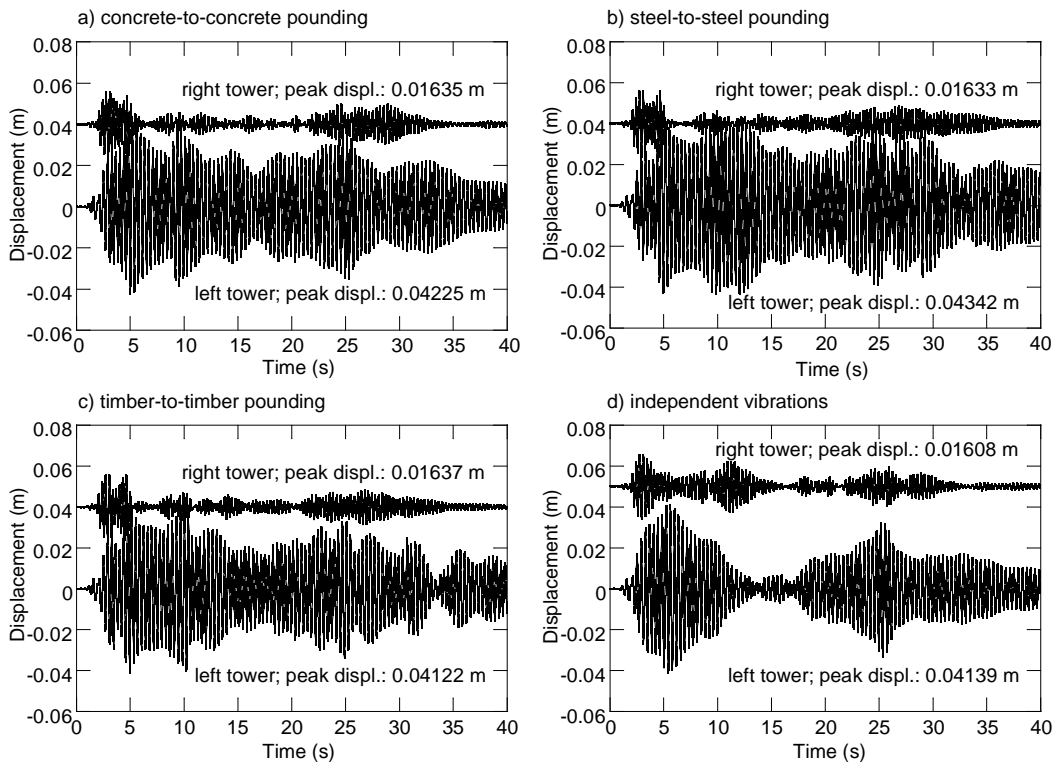 a) concrete-to-concrete pounding
0.08
0.06
0.04
0.02
0
-0.02
-0.04
-0.06
Displacement (m)
right tower; peak displ.: 0.01635 m
left tower; peak displ.: 0.04225 m
0 5 10 15 20 25 30 35 40
Time (s)
b) steel-to-steel pounding
0.08
0.06
0.04
0.02
0
-0.02
-0.04
-0.06
Displacement (m)
right tower; peak displ.: 0.01633 m
left tower; peak displ.: 0.04342 m
0 5 10 15 20 25 30 35 40
Time (s)
c) timber-to-timber pounding
0.08
0.06
0.04
0.02
0
-0.02
-0.04
-0.06
Displacement (m)
right tower; peak displ.: 0.01637 m
left tower; peak displ.: 0.04122 m
0 5 10 15 20 25 30 35 40
Time (s)
d) independent vibrations
0.08
0.06
0.04
0.02
0
-0.02
-0.04
-0.06
Displacement (m)
right tower; peak displ.: 0.01608 m
left tower; peak displ.: 0.04139 m
0 5 10 15 20 25 30 35 40
Time (s)